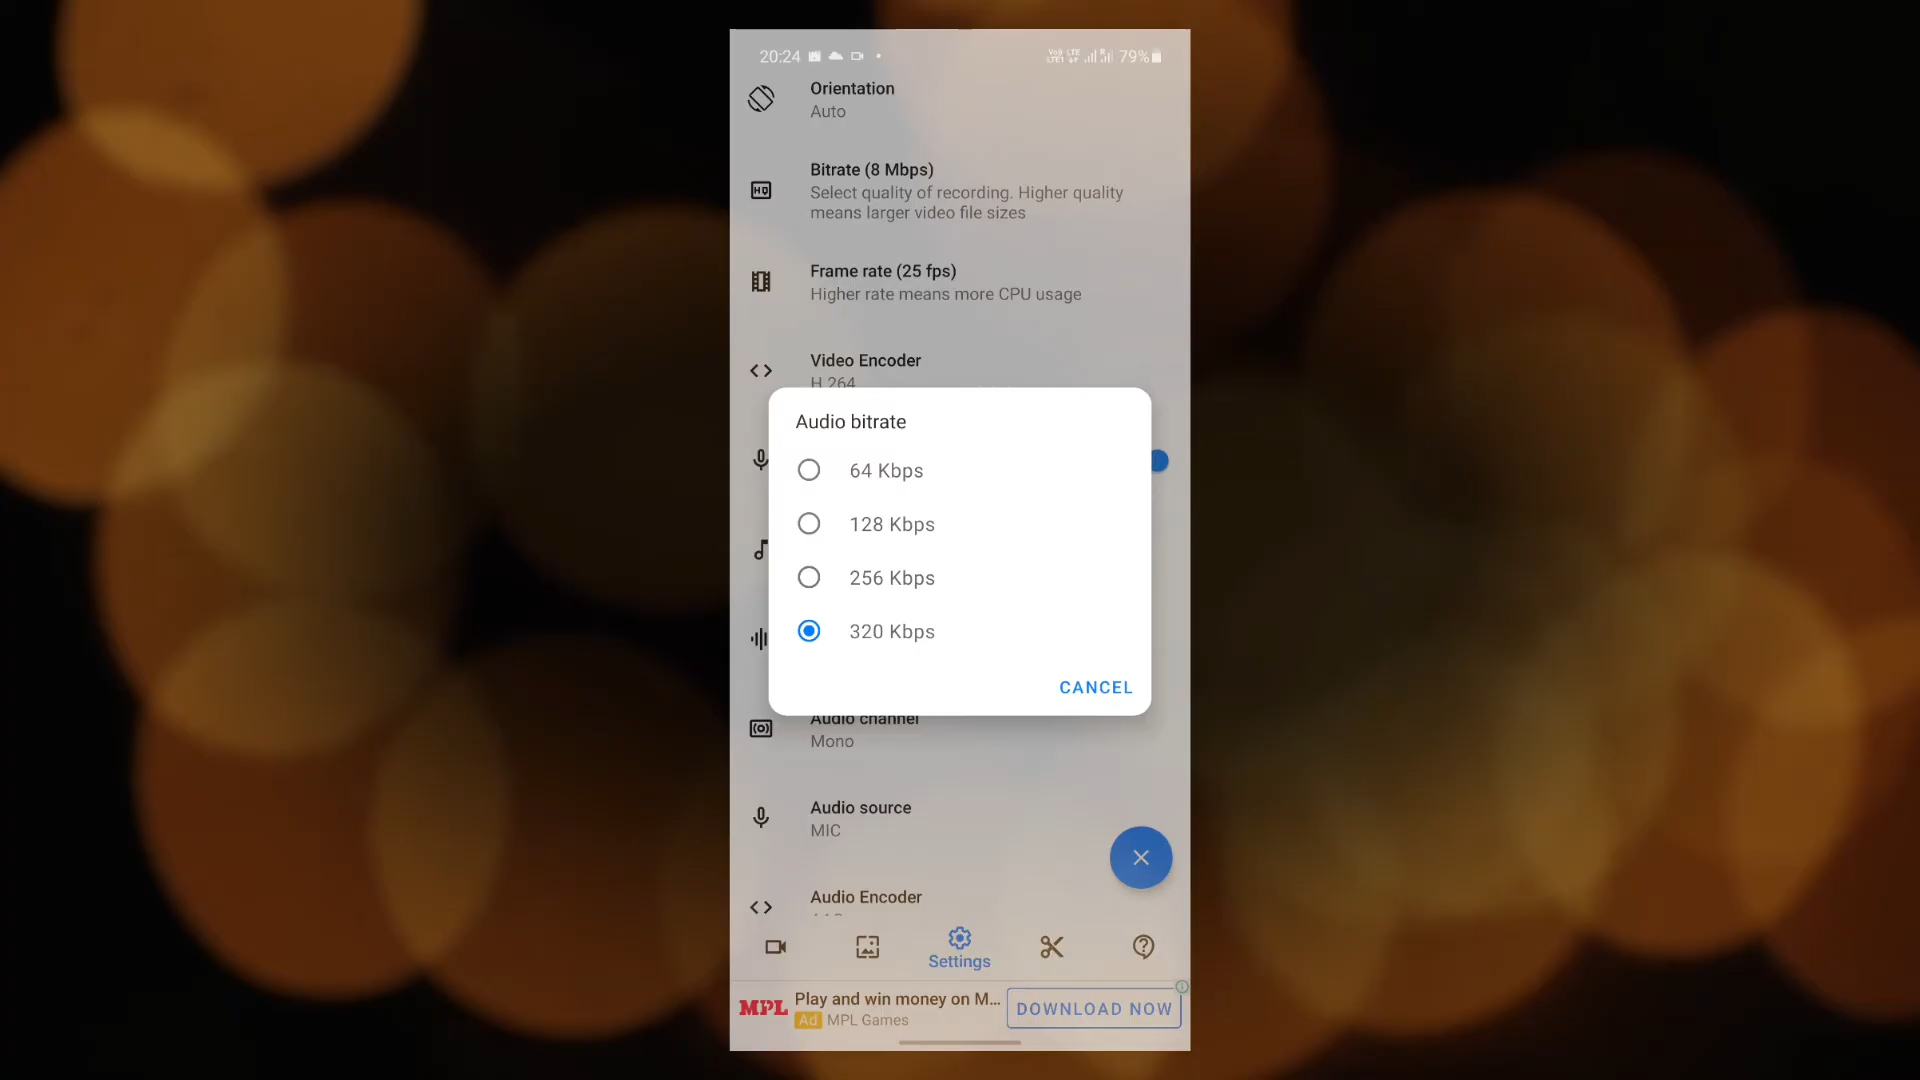 20:24
Vo9 LTE
LTE1
R
79%
Orientation
Auto
Bitrate (8 Mbps)
Select quality of recording. Higher quality
means larger video file sizes
Frame rate (25 fps)
Higher rate means more CPU usage
Video Encoder
H.264
Audio bitrate
64 Kbps
128 Kbps
256 Kbps
320 Kbps
CANCEL
Audio channel
Mono
Audio source
MIC
Audio Encoder
Settings
MPL
Play and win money on M...
Ad MPL Games
DOWNLOAD NOW